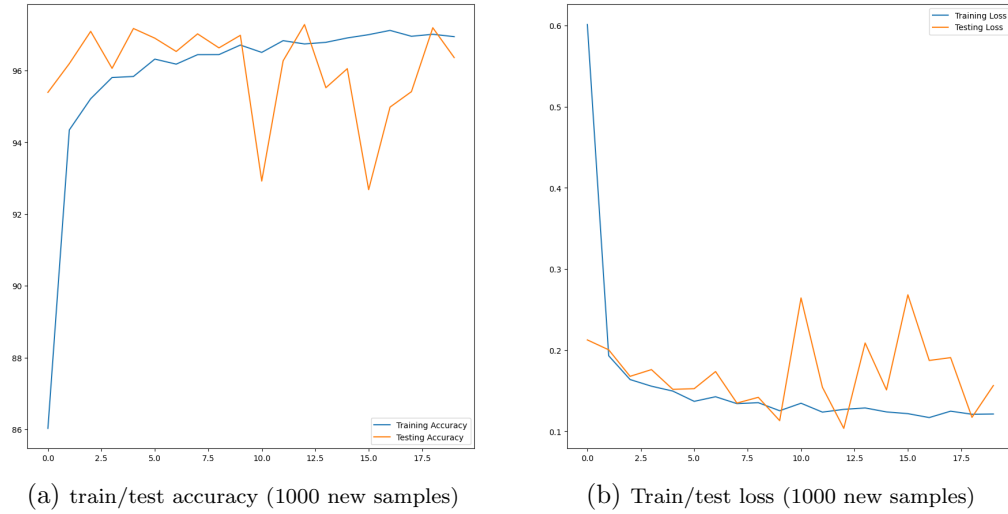 96
94
92
90
88
86
0.0 2.5 5.0 7.5 10.0 12.5 15.0 17.5
Training Accuracy
Testing Accuracy
(a) train/test accuracy (1000 new samples)
Training Loss
Testing Loss
0.6
0.5
0.4
0.3
0.2
0.1
0.0 2.5 5.0 7.5 10.0 12.5 15.0 17.5
(b) Train/test loss (1000 new samples)